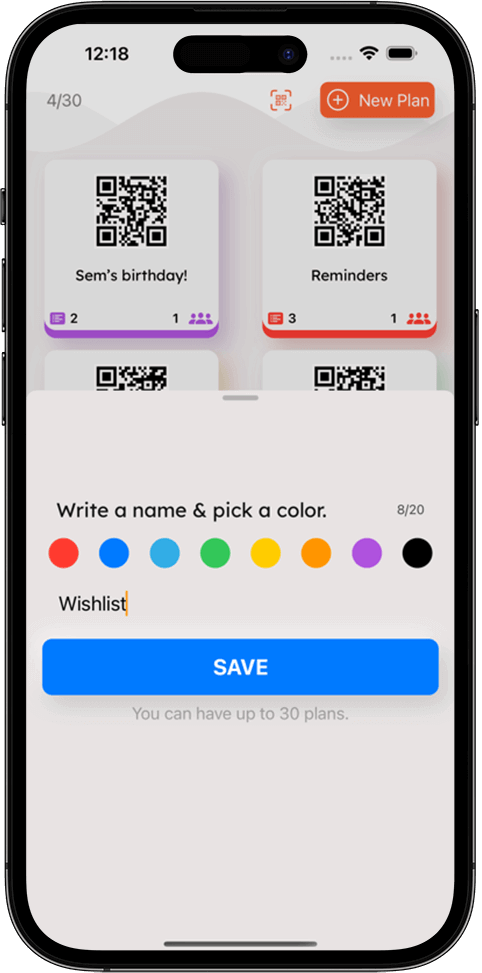 12:18
4/30
New Plan
Sem's birthday!
Reminders
2 1
3 1
Write a name & pick a color.
8/20
Wishlist
SAVE
You can have up to 30 plans.